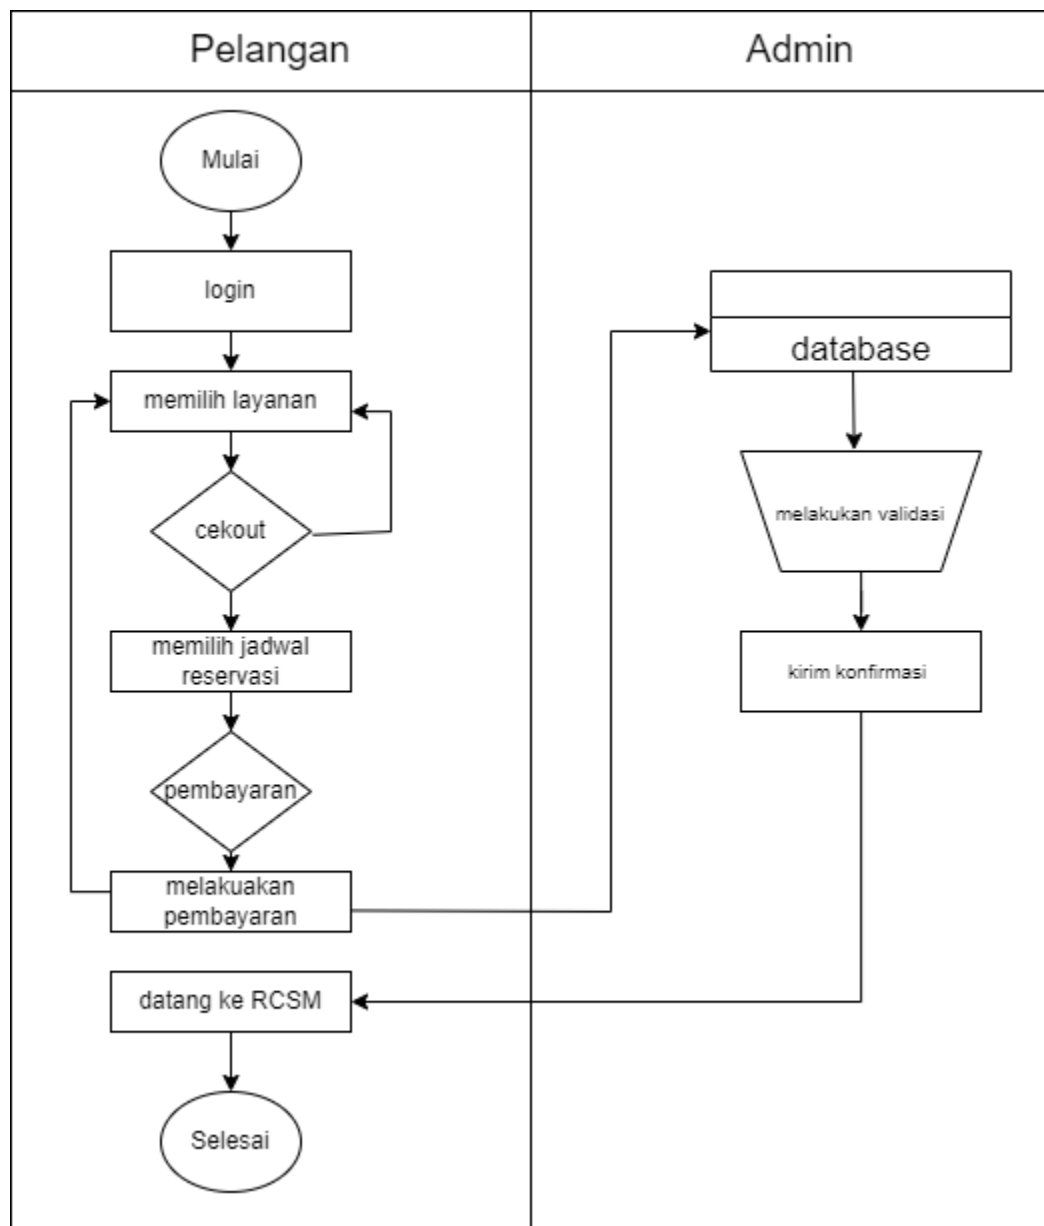 Pelangan
Admin
Mulai
login
memilih layanan
cekout
memilih jadwal
reservasi
pembayaran
melakuakan
pembayaran
datang ke RCSM
Selesai
database
melakukan validasi
kirim konfirmasi